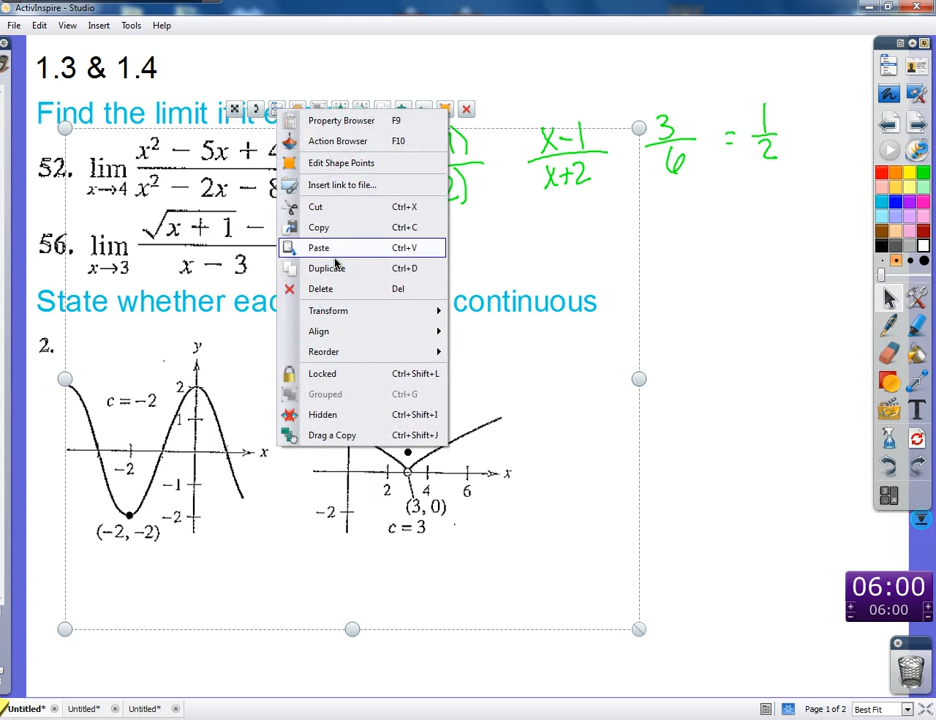 ActivInspire - Studio
File Edit View Insert Tools Help
1.3 & 1.4
Find the limit if it e
52. lim x→4 x² − 5x + 4 / x² − 2x − 8
1) / 2) x−1 / x+2 3/6 = 1/2
56. lim x→3 √x + 1 − / x − 3
State whether eac continuous
Property Browser F9
Action Browser F10
Edit Shape Points
Insert link to file...
Cut Ctrl+X
Copy Ctrl+C
Paste Ctrl+V
Duplicate Ctrl+D
Delete Del
Transform
Align
Reorder
Locked Ctrl+Shift+L
Grouped Ctrl+G
Hidden Ctrl+Shift+I
Drag a Copy Ctrl+Shift+J
2.
y
2
c = −2
1
x
−2
−1
−2
(−2, −2)
x
2 4 6
(3, 0)
−2
c = 3
06:00
06:00
Untitled* Untitled* Untitled* Page 1 of 2 Best Fit